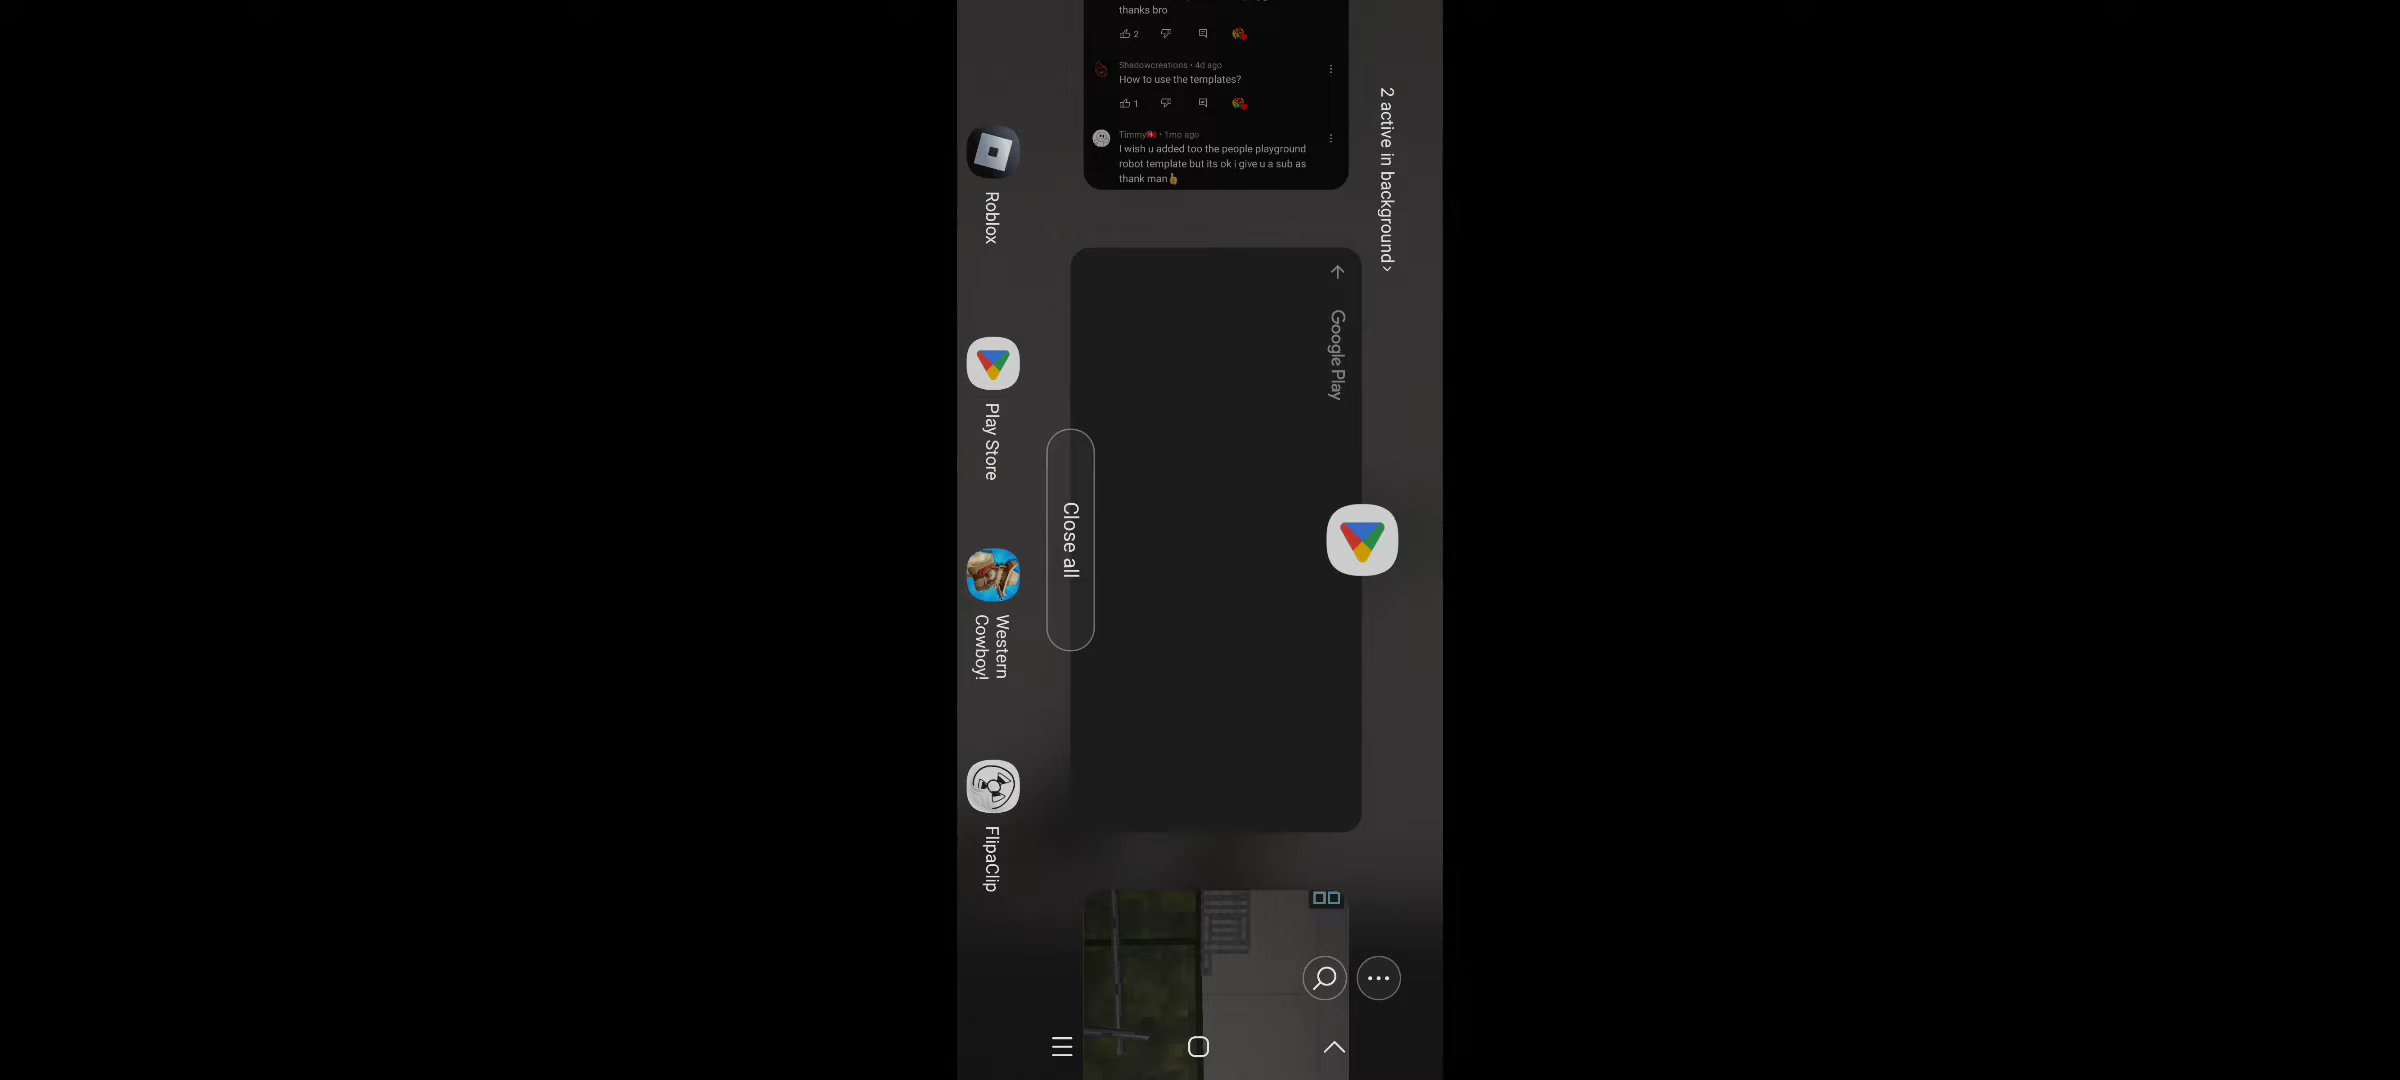 thanks bro
2
Shadowcreations • 4d ago
How to use the templates?
1
Timmy🇲🇦 • 1mo ago
I wish u added too the people playground
robot template but its ok i give u a sub as
thank man👍
2 active in background >
Google Play
Close all
Roblox
Play Store
Western
Cowboy!
FlipaClip